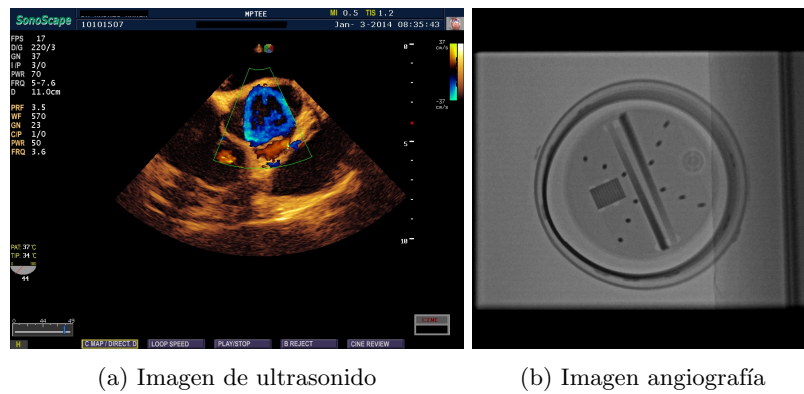 SonoScape
MPTEE
MI 0.5 TIS 1.2
10101507
Jan- 3-2014 08:35:43
FPS 17
D/G 220/3
GN 37
I/P 3/0
PWR 70
FRQ 5-7.6
D 11.0cm
PRF 3.5
WF 570
GN 23
C/P 1/0
PWR 50
FRQ 3.6
37
cm/s
-37
cm/s
0
5
10
PAT: 37°C
TIP: 34°C
0
44
0 44 49
CINE
H
C MAP / DIRECT. D
LOOP SPEED
PLAY/STOP
B REJECT
CINE REVIEW
(a) Imagen de ultrasonido
(b) Imagen angiografía